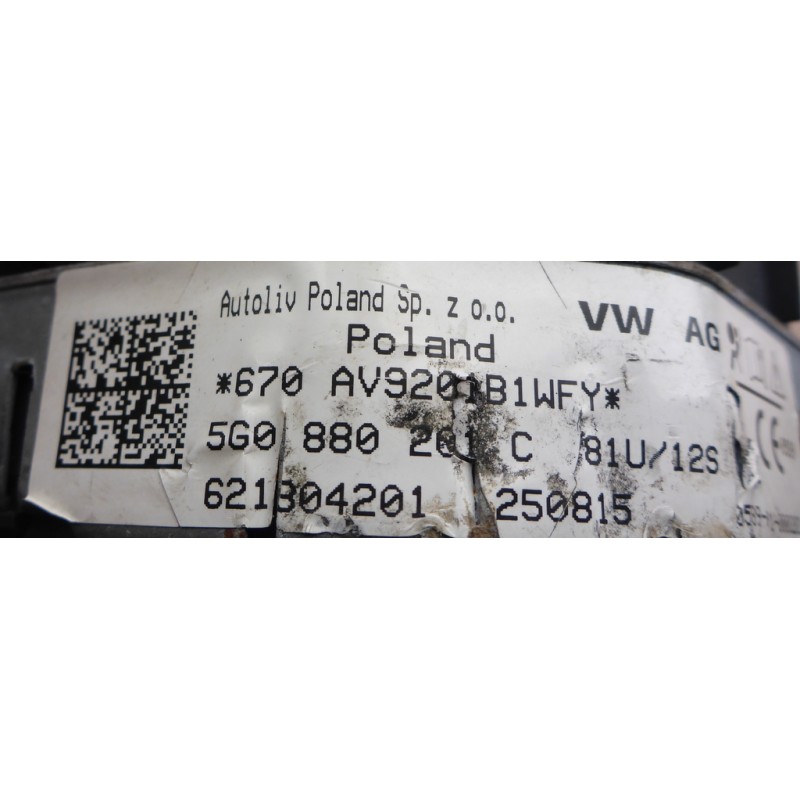 Autoliv Poland Sp. z o.o.
VW AG
Poland
*670 AV9201B1WFY*
5G0 880 201 C 81U/12S
621304201 250815